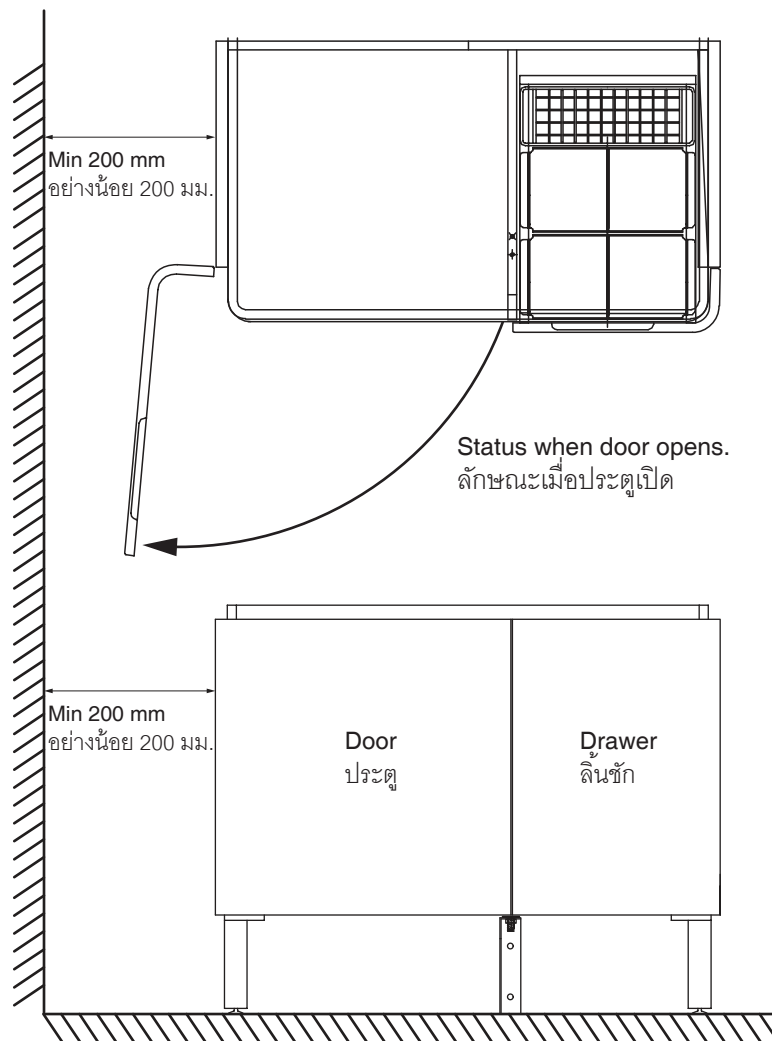 Min 200 mm
อย่างน้อย 200 มม.
Status when door opens.
ลักษณะเมื่อประตูเปิด
Min 200 mm
อย่างน้อย 200 มม.
Door
ประตู
Drawer
ลิ้นชัก